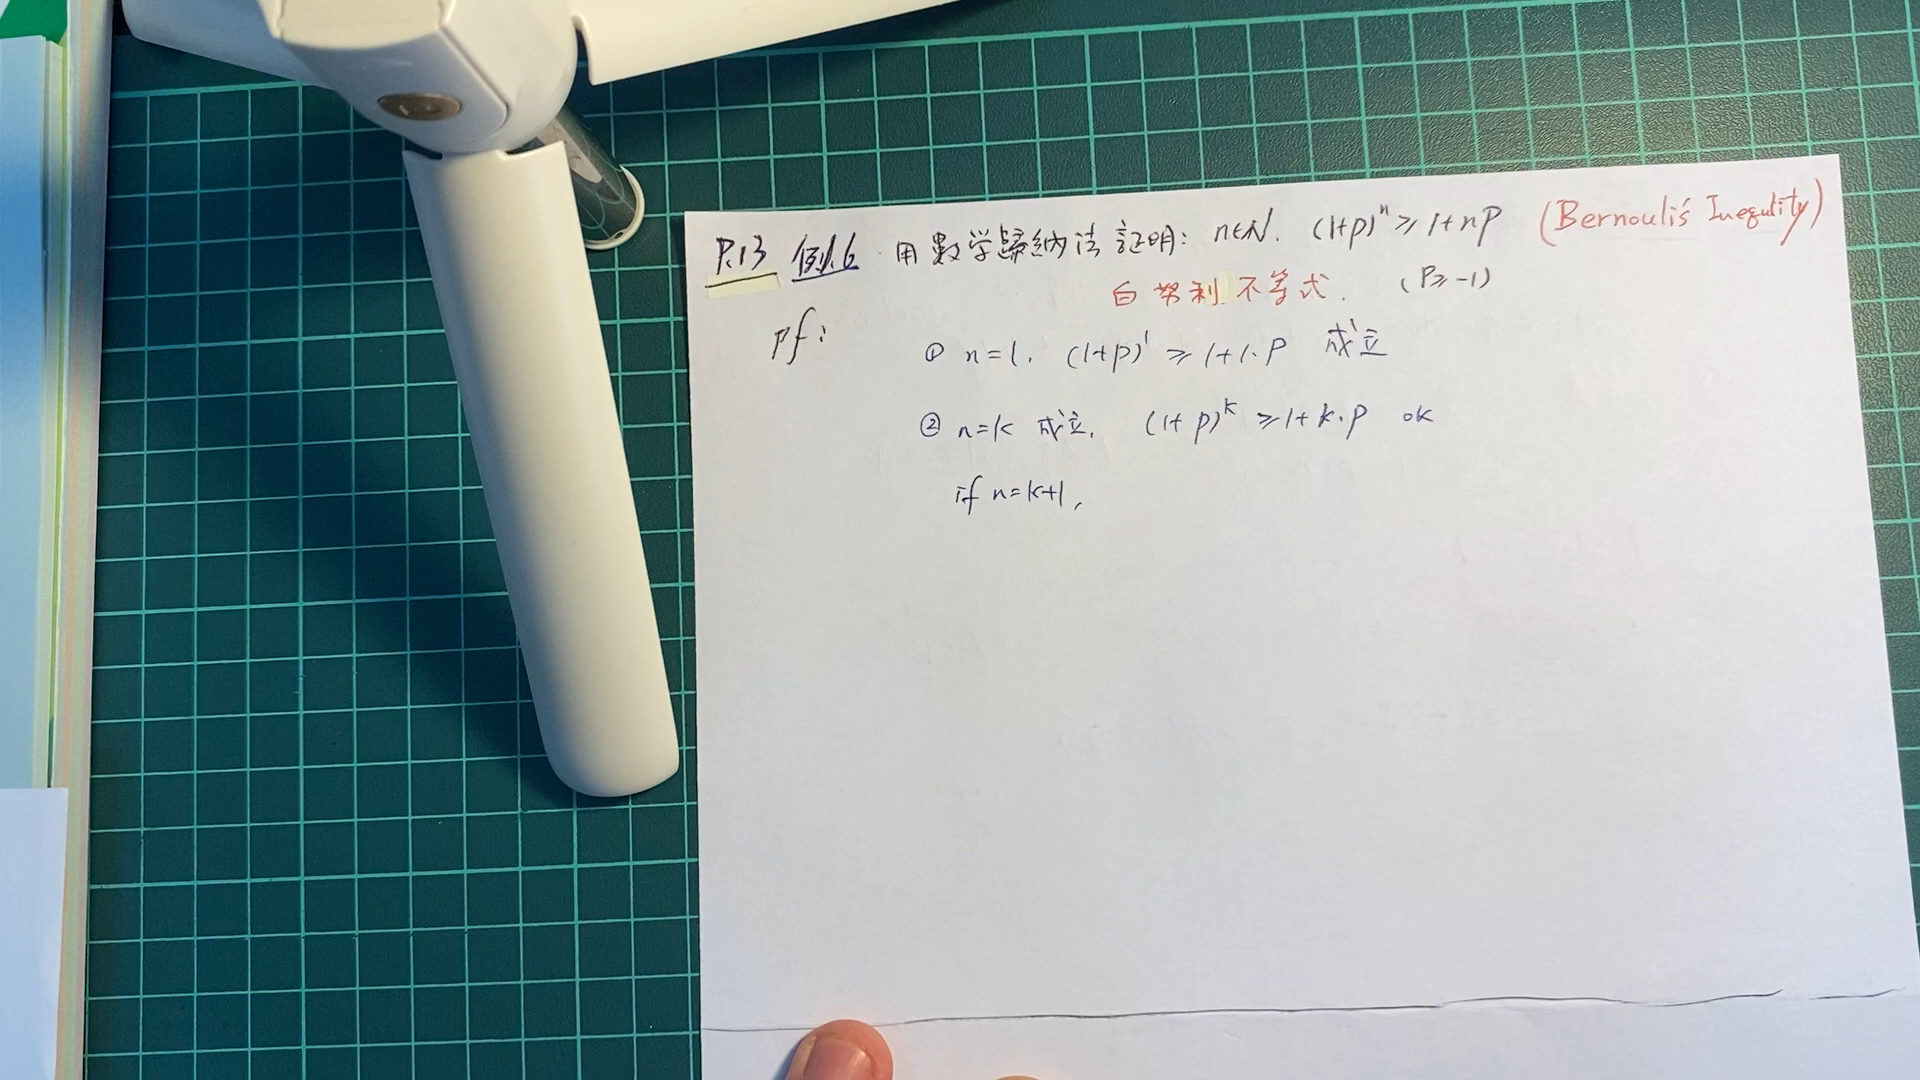 P.13 例1.6 用数学歸納法証明: n∈N. (1+p)ⁿ ≥ 1+np (Bernouli's Inequlity)
白努利不等式. (P≥-1)
pf:
① n=1. (1+p)¹ ≥ 1+1·P 成立
② n=k 成立. (1+p)ᵏ ≥ 1+k·p ok
if n=k+1,